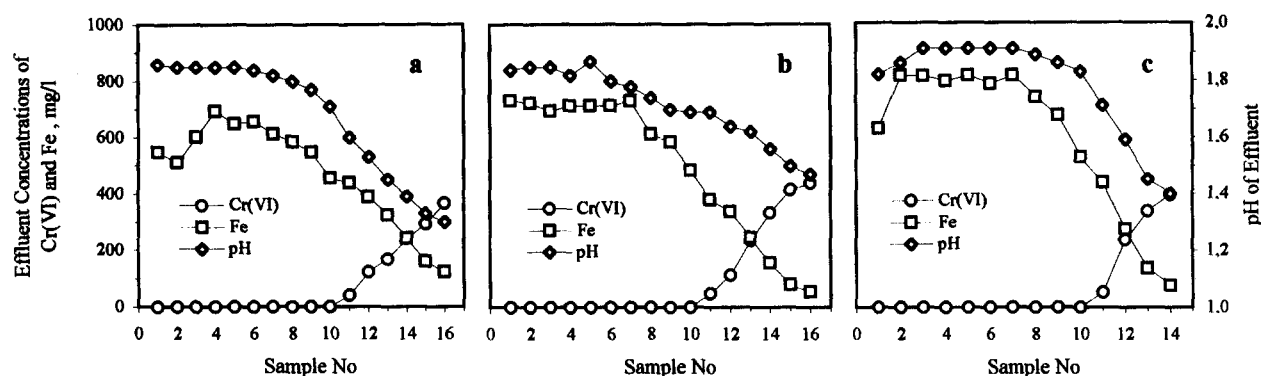 Effluent Concentrations of
Cr(VI) and Fe , mg/l
1000
800
600
400
200
0
a
Cr(VI)
Fe
pH
0 2 4 6 8 10 12 14 16
Sample No
b
Cr(VI)
Fe
pH
0 2 4 6 8 10 12 14 16
Sample No
c
Cr(VI)
Fe
pH
0 2 4 6 8 10 12 14
Sample No
2.0
1.8
1.6
1.4
1.2
1.0
pH of Effluent